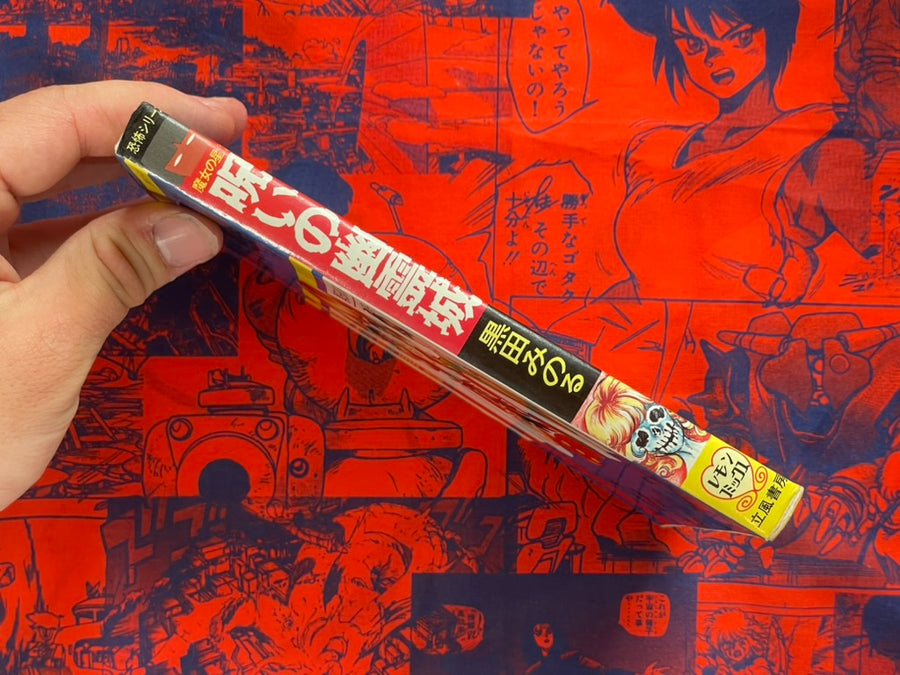 恐怖シリー
魔女の星
呪いの幽霊城
黒田みのる
レモン
コミックス
立風書房
やってやろう
じゃないの!
勝手なゴタク
は その辺で
十分よ!!